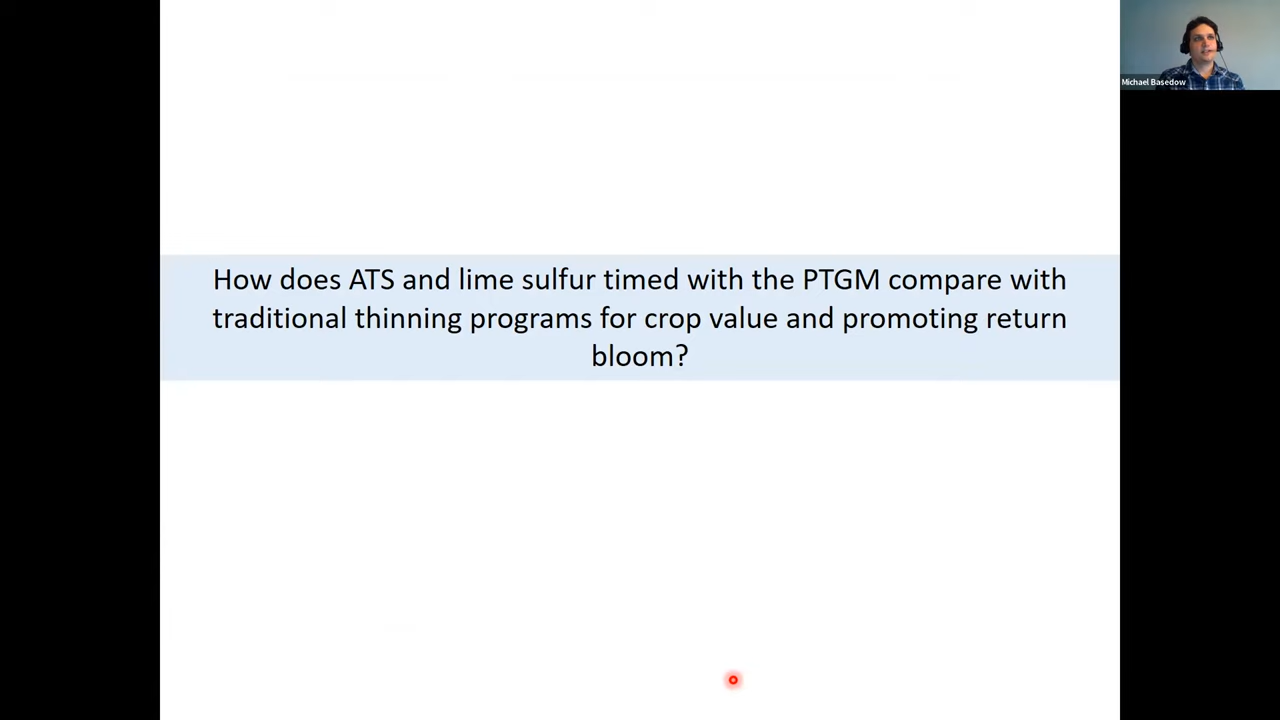 Michael Basedow
How does ATS and lime sulfur timed with the PTGM compare with
traditional thinning programs for crop value and promoting return
bloom?